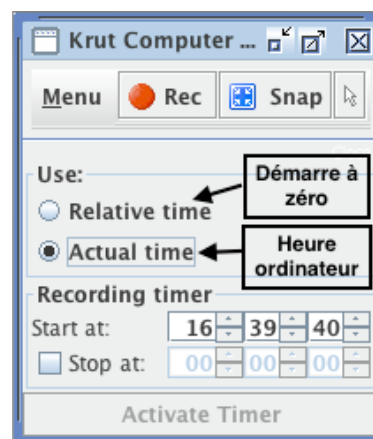 Krut Computer ...
Menu Rec Snap
Use:
Démarre à
zéro
Relative time
Actual time
Heure
ordinateur
Recording timer
Start at: 16 39 40
Stop at: 00 00 00
Activate Timer